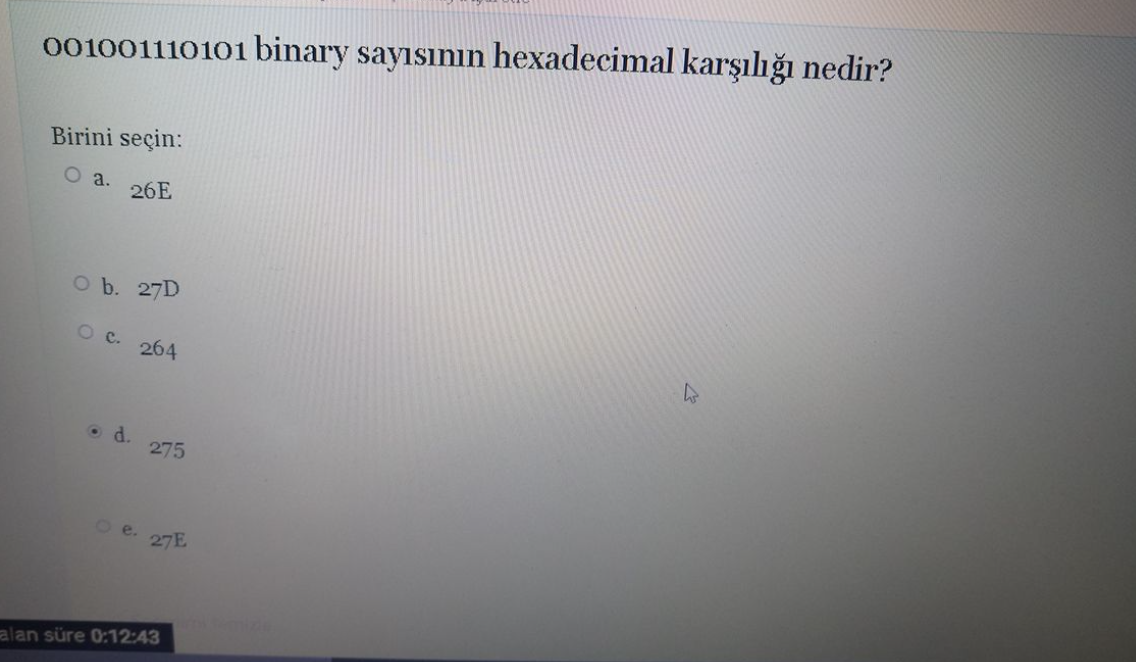 001001110101 binary sayısının hexadecimal karşılığı nedir?
Birini seçin:
a. 26E
b. 27D
c. 264
d. 275
e. 27E
alan süre 0:12:43